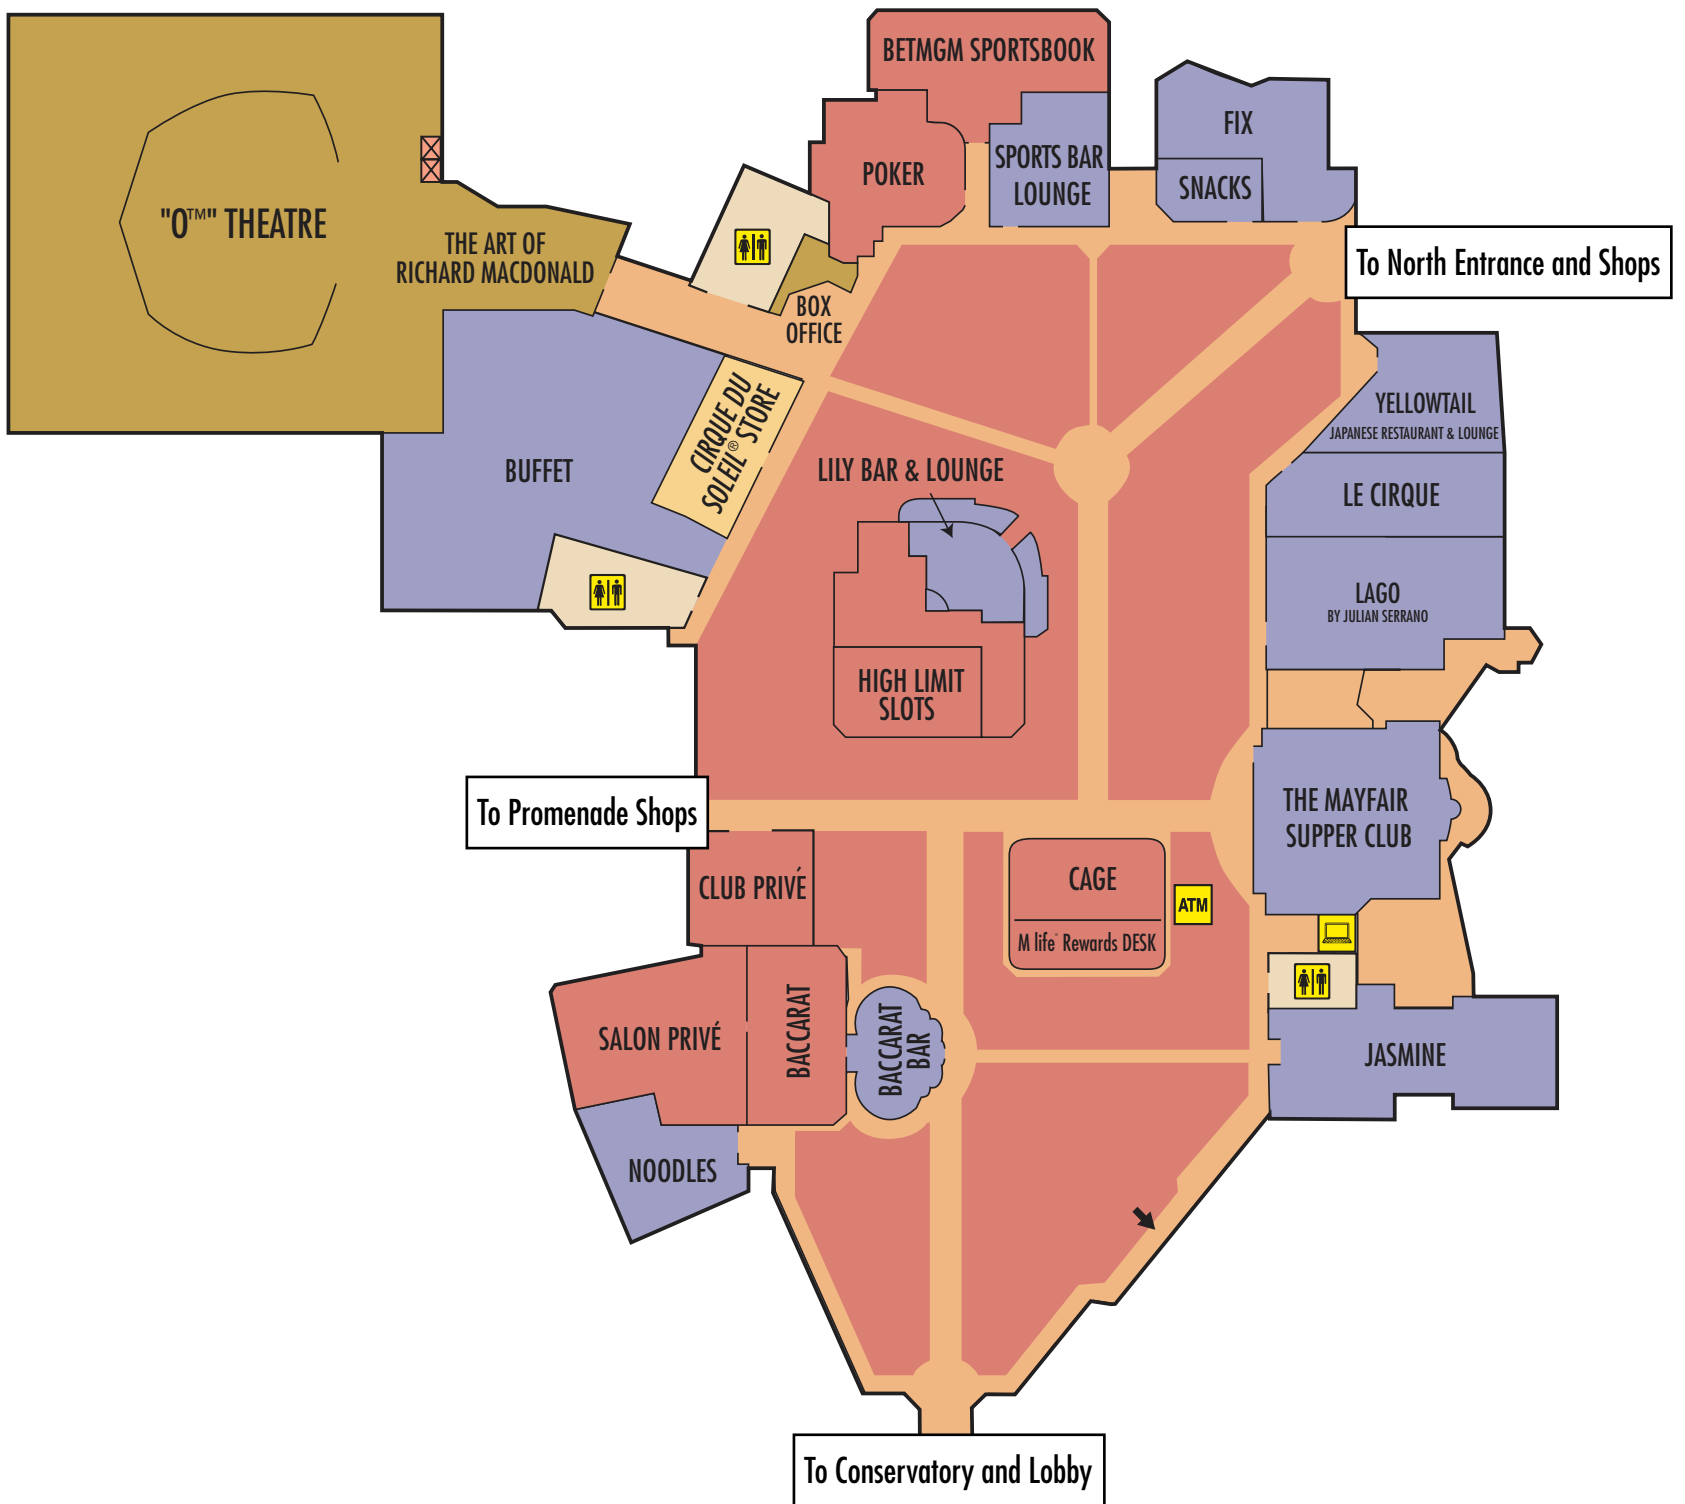 BETMGM SPORTSBOOK
POKER
SPORTS BAR
LOUNGE
FIX
SNACKS
"O™" THEATRE
THE ART OF
RICHARD MACDONALD
BOX
OFFICE
To North Entrance and Shops
CIRQUE DU
SOLEIL® STORE
BUFFET
YELLOWTAIL
JAPANESE RESTAURANT & LOUNGE
LILY BAR & LOUNGE
LE CIRQUE
LAGO
BY JULIAN SERRANO
HIGH LIMIT
SLOTS
To Promenade Shops
THE MAYFAIR
SUPPER CLUB
CLUB PRIVÉ
CAGE
ATM
M life® Rewards DESK
SALON PRIVÉ
BACCARAT
BACCARAT
BAR
JASMINE
NOODLES
To Conservatory and Lobby